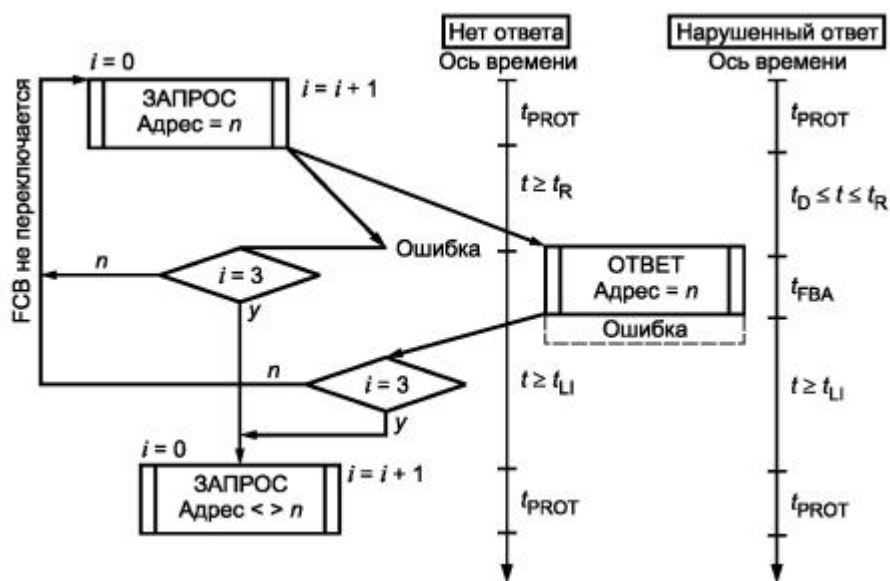 Нет ответа
Нарушенный ответ
Ось времени
Ось времени
i = 0
ЗАПРОС
Адрес = n
i = i + 1
FCB не переключается
tPROT
tPROT
t ≥ tR
tD ≤ t ≤ tR
Ошибка
n
i = 3
y
ОТВЕТ
Адрес = n
tFBA
Ошибка
n
i = 3
y
t ≥ tLI
t ≥ tLI
i = 0
ЗАПРОС
Адрес < > n
i = i + 1
tPROT
tPROT